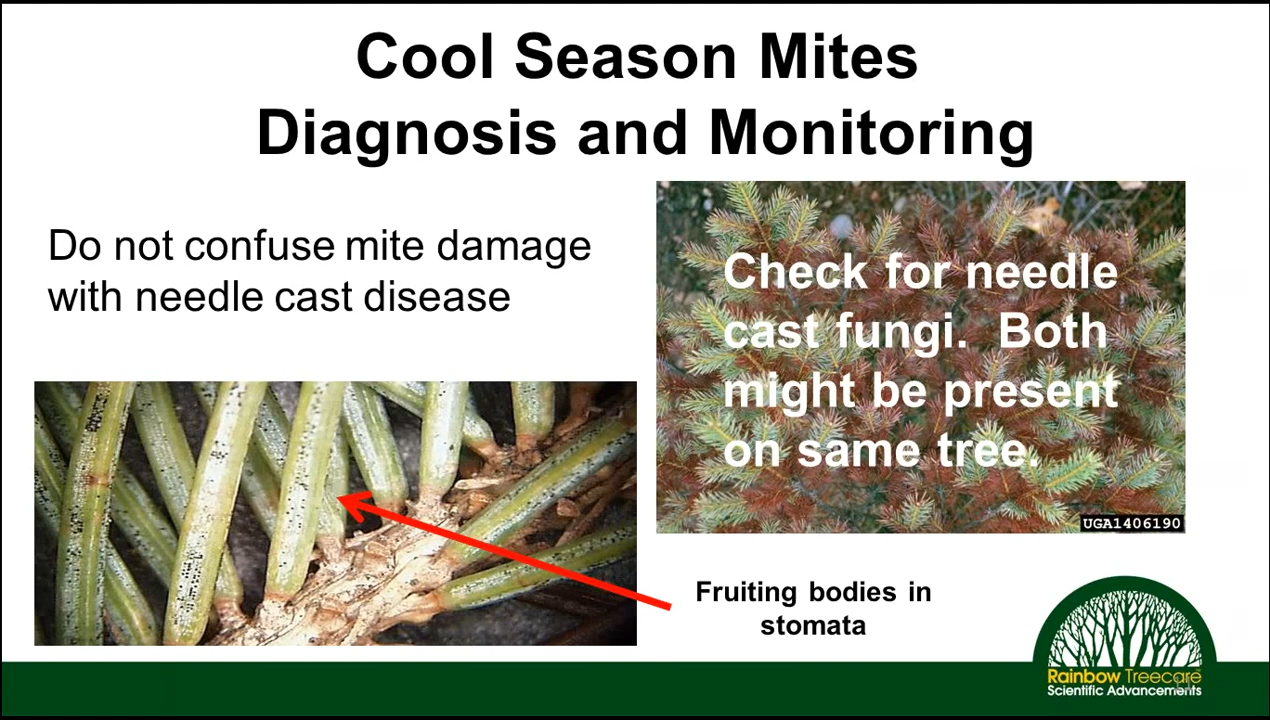 Cool Season Mites
Diagnosis and Monitoring
Do not confuse mite damage
with needle cast disease
Check for needle
cast fungi. Both
might be present
on same tree.
UGA1406190
Fruiting bodies in
stomata
Rainbow Treecare
Scientific Advancements